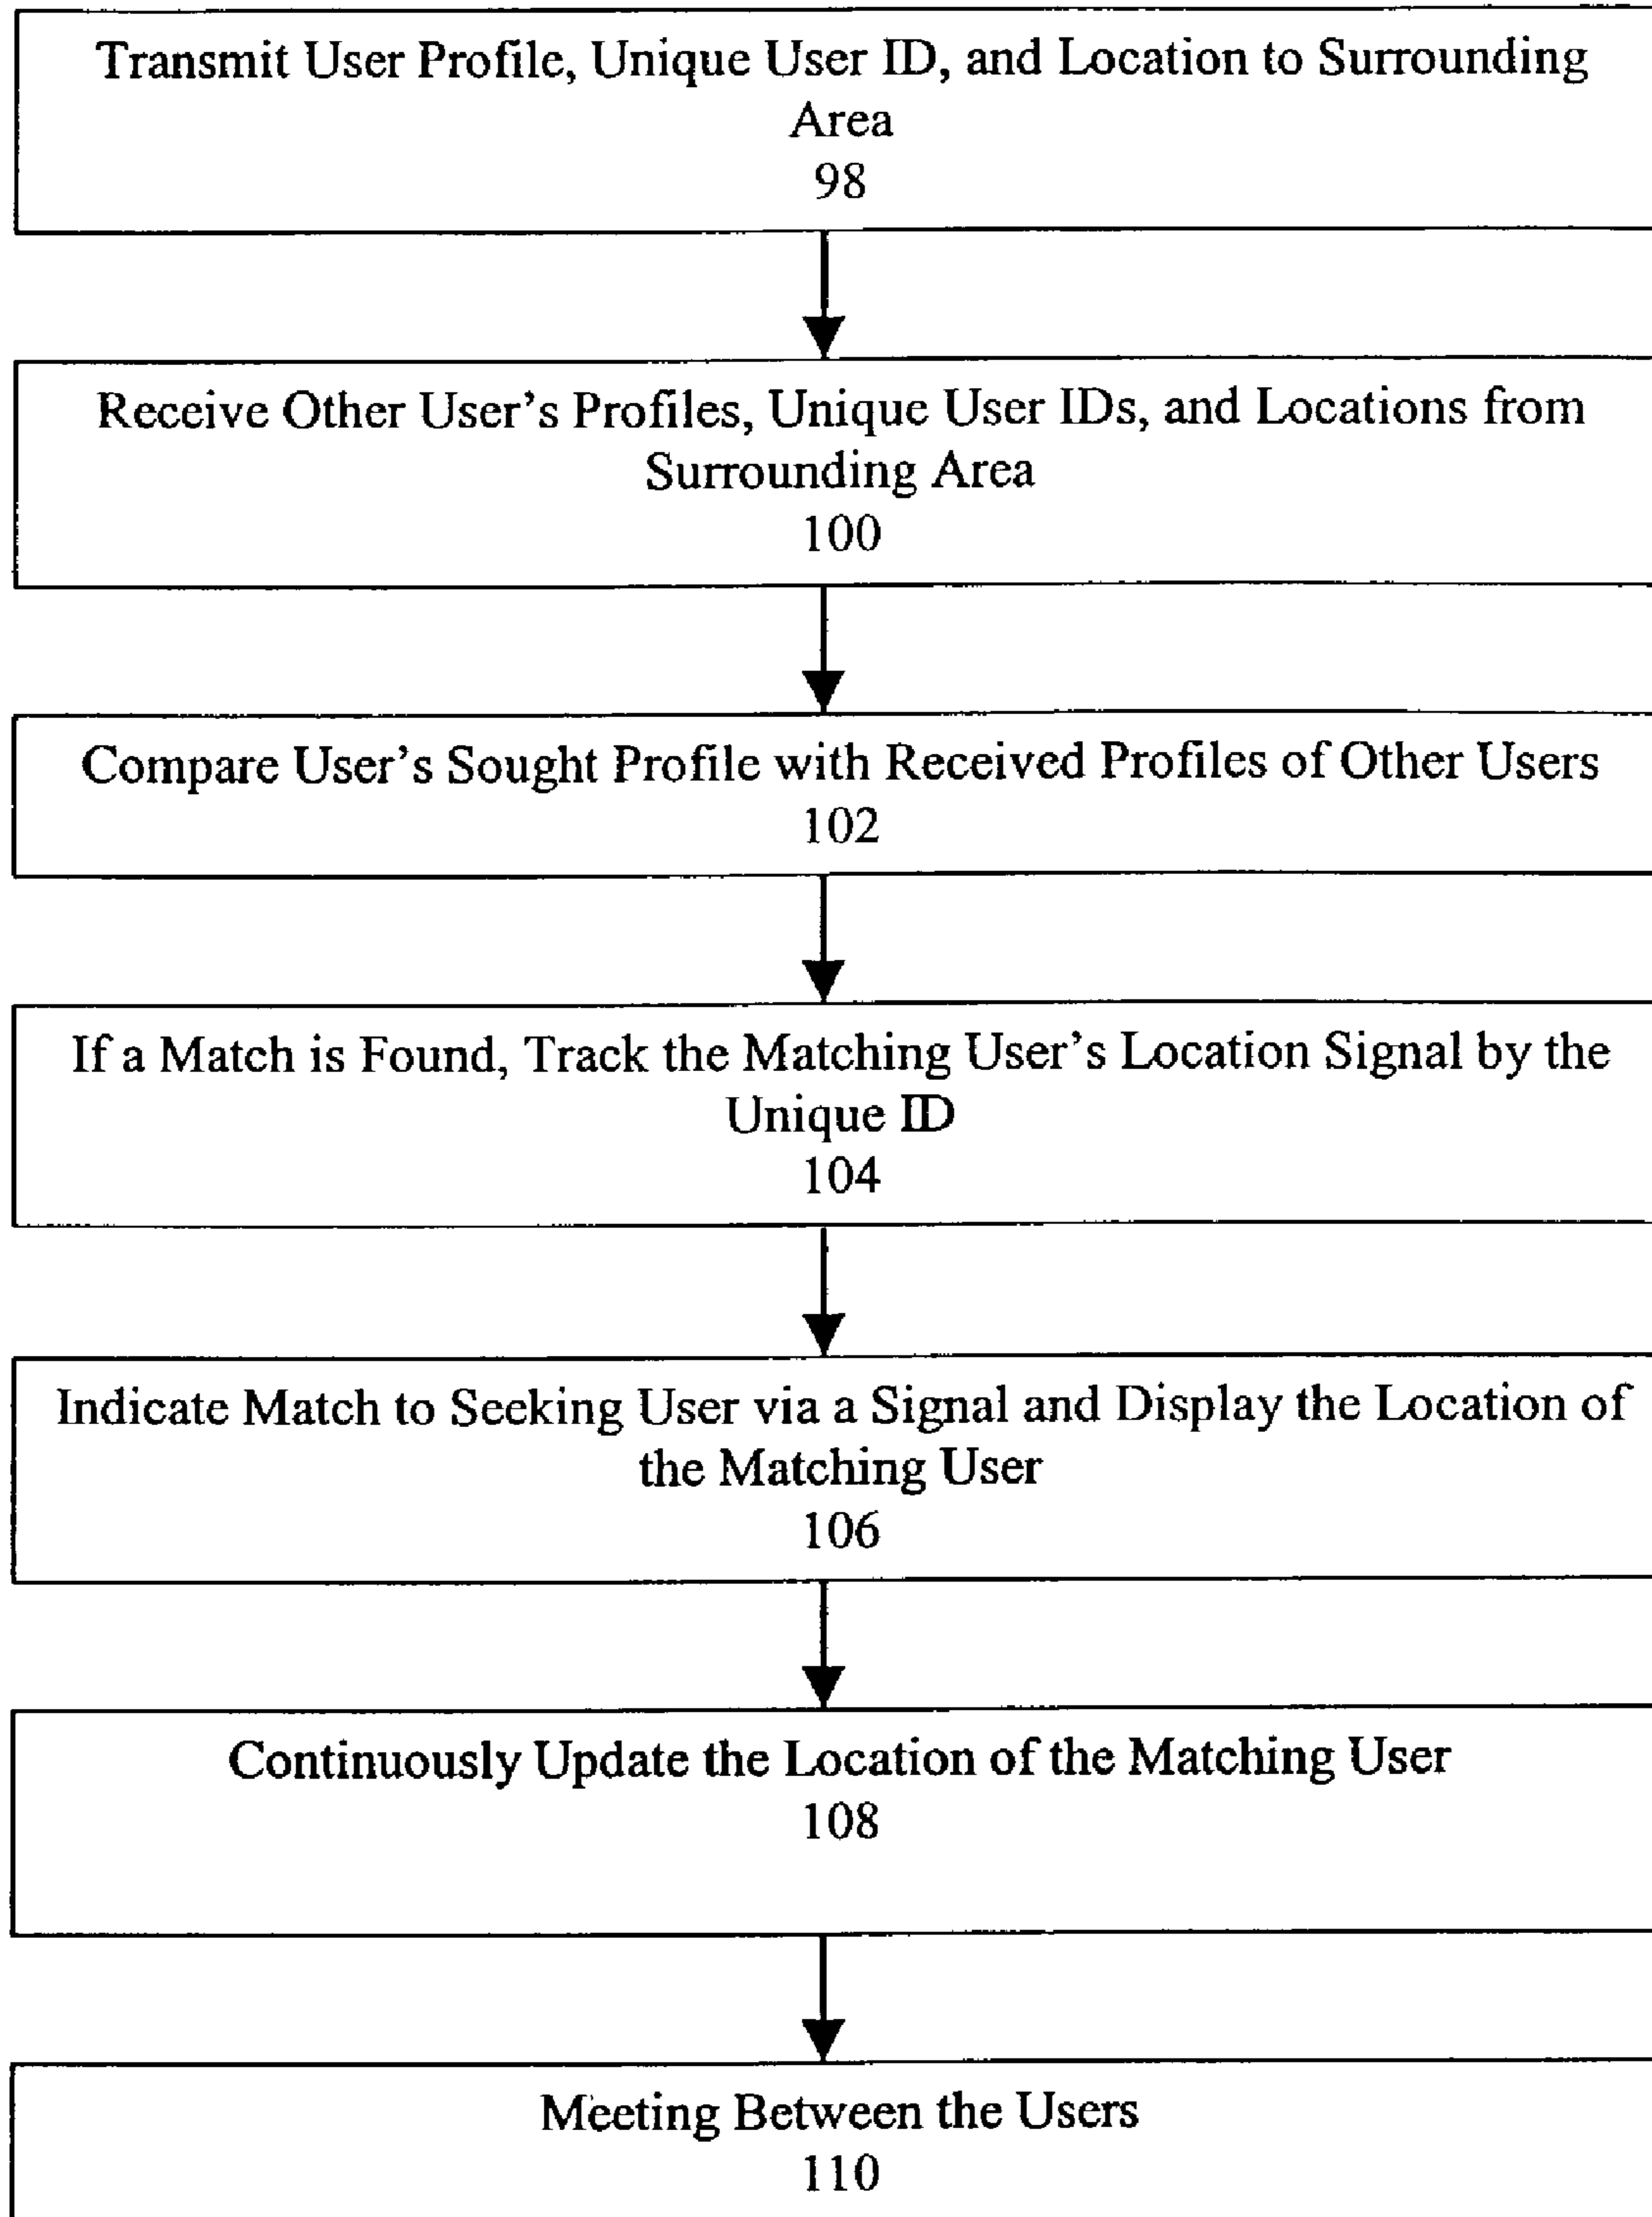 Transmit User Profile, Unique User ID, and Location to Surrounding
Area
98
Receive Other User's Profiles, Unique User IDs, and Locations from
Surrounding Area
100
Compare User's Sought Profile with Received Profiles of Other Users
102
If a Match is Found, Track the Matching User's Location Signal by the
Unique ID
104
Indicate Match to Seeking User via a Signal and Display the Location of
the Matching User
106
Continuously Update the Location of the Matching User
108
Meeting Between the Users
110